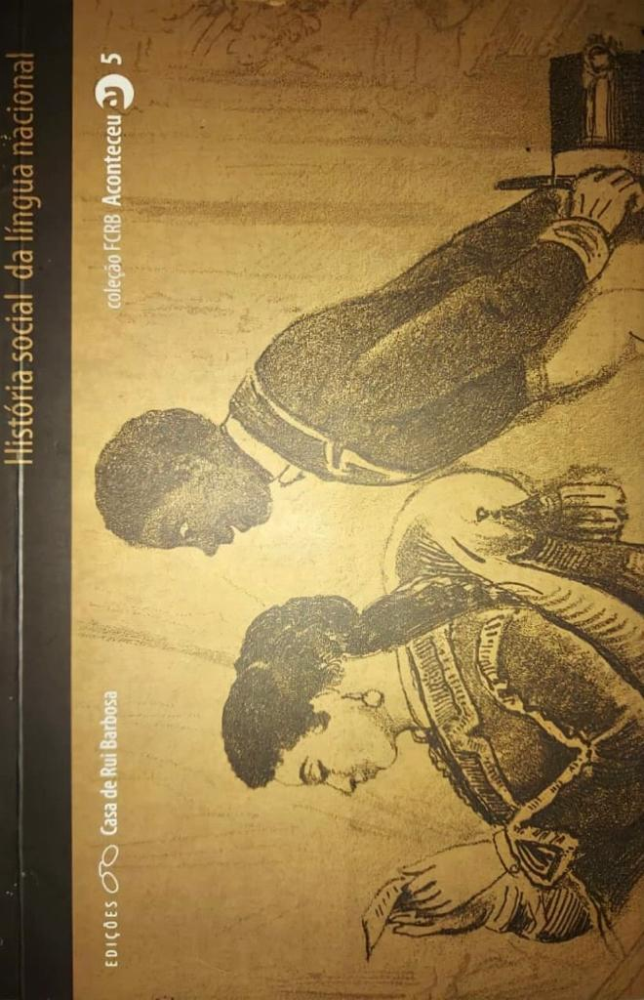 História social da língua nacional
EDIÇÕES Casa de Rui Barbosa
coleção FCRB Aconteceu 5